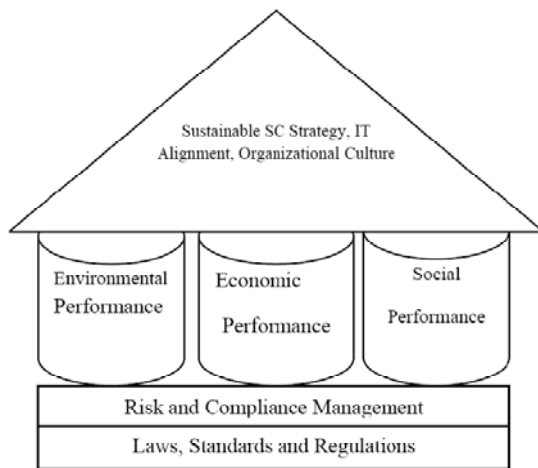 Sustainable SC Strategy, IT
Alignment, Organizational Culture
Environmental
Performance
Economic
Performance
Social
Performance
Risk and Compliance Management
Laws, Standards and Regulations